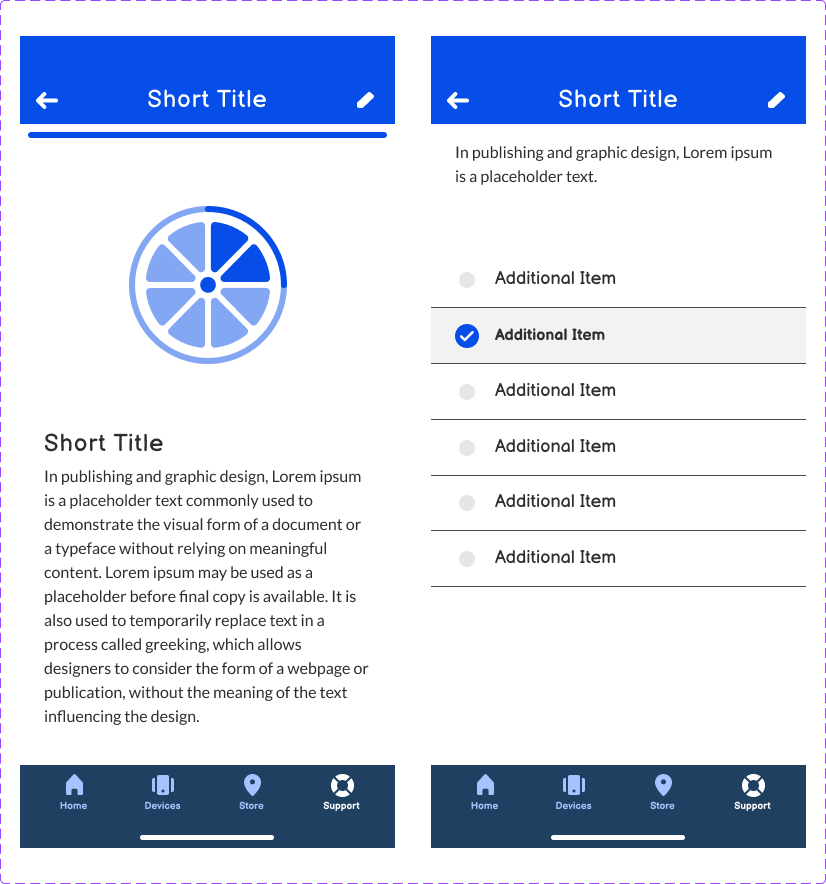 Short Title
Short Title
In publishing and graphic design, Lorem ipsum
is a placeholder text commonly used to
demonstrate the visual form of a document or
a typeface without relying on meaningful
content. Lorem ipsum may be used as a
placeholder before final copy is available. It is
also used to temporarily replace text in a
process called greeking, which allows
designers to consider the form of a webpage or
publication, without the meaning of the text
influencing the design.
Home
Devices
Store
Support
Short Title
In publishing and graphic design, Lorem ipsum
is a placeholder text.
Additional Item
Additional Item
Additional Item
Additional Item
Additional Item
Additional Item
Home
Devices
Store
Support